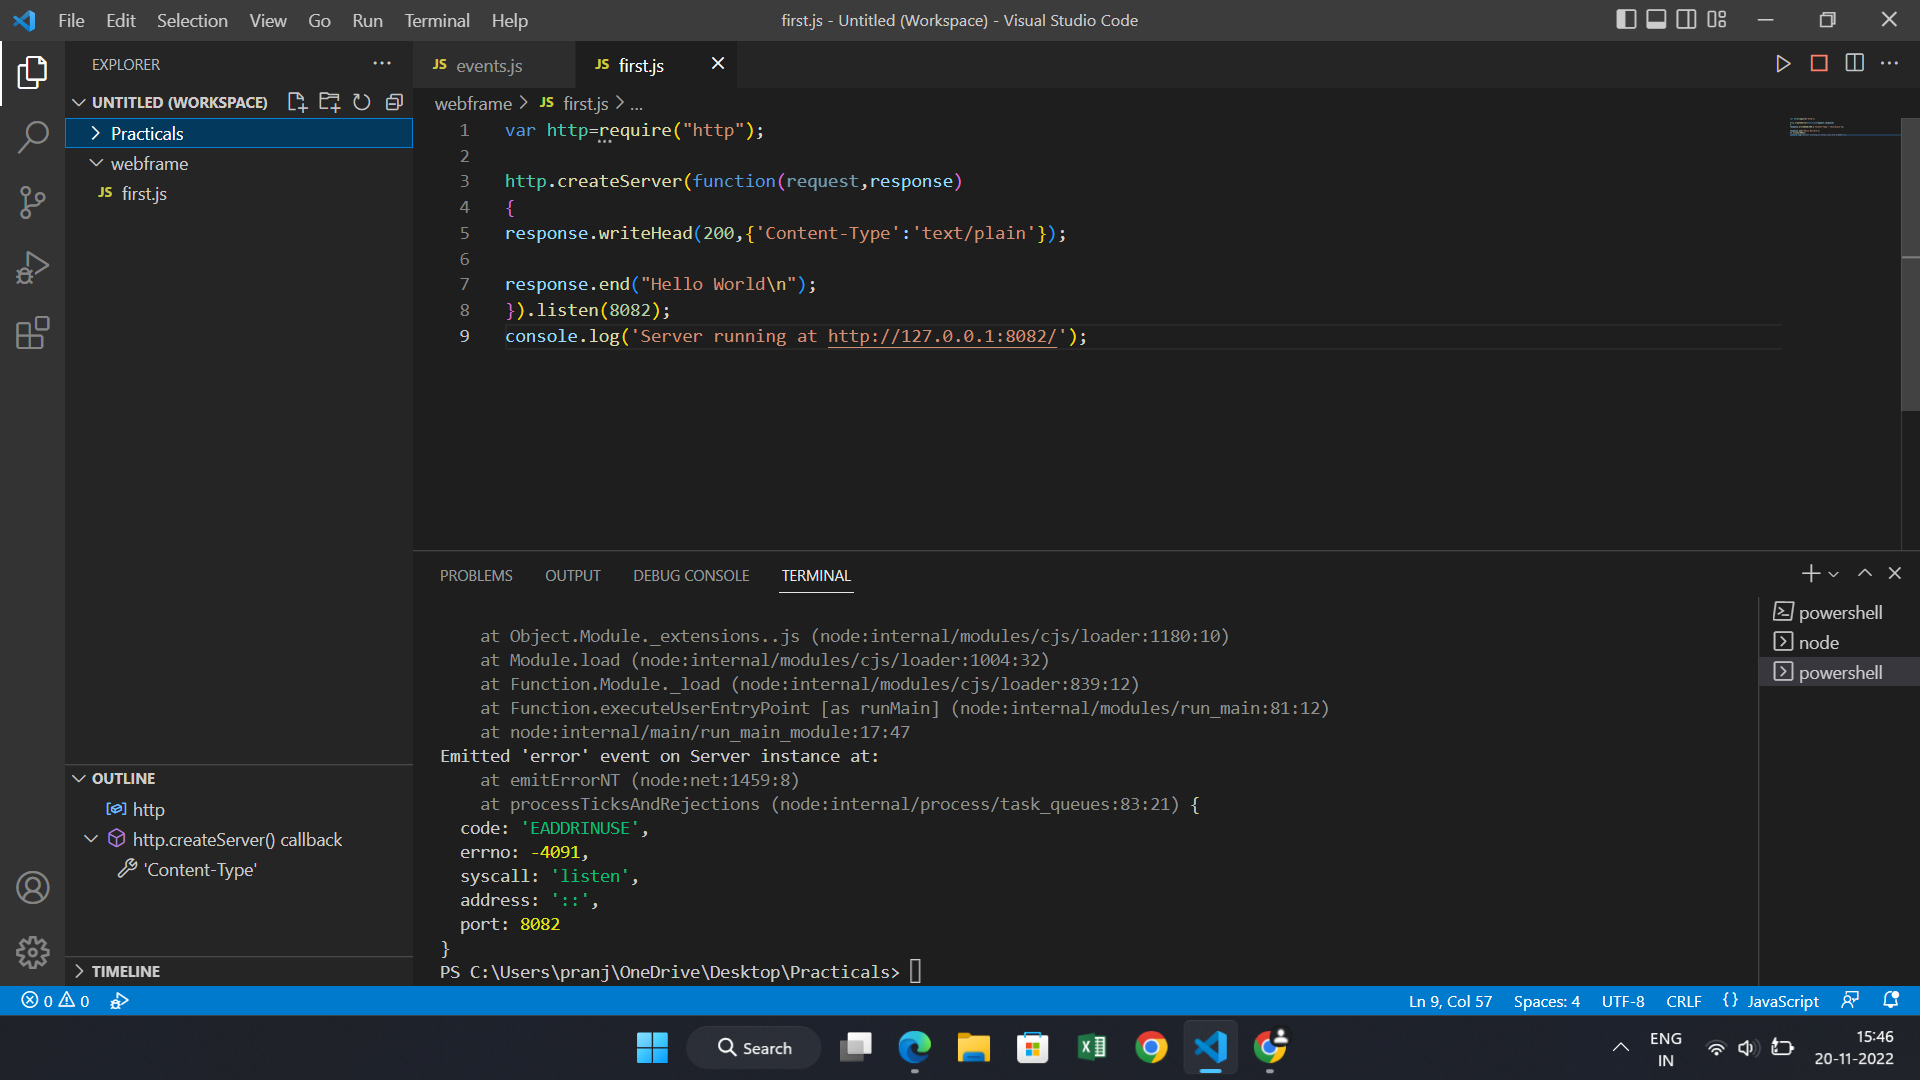 File Edit Selection View Go Run Terminal Help
first.js - Untitled (Workspace) - Visual Studio Code
EXPLORER
UNTITLED (WORKSPACE)
Practicals
webframe
JS first.js
JS events.js
JS first.js
webframe > JS first.js > ...
1 var http=require("http");
2
3 http.createServer(function(request,response)
4 {
5 response.writeHead(200,{'Content-Type':'text/plain'});
6
7 response.end("Hello World\n");
8 }).listen(8082);
9 console.log('Server running at http://127.0.0.1:8082/');
PROBLEMS OUTPUT DEBUG CONSOLE TERMINAL
at Object.Module._extensions..js (node:internal/modules/cjs/loader:1180:10)
at Module.load (node:internal/modules/cjs/loader:1004:32)
at Function.Module._load (node:internal/modules/cjs/loader:839:12)
at Function.executeUserEntryPoint [as runMain] (node:internal/modules/run_main:81:12)
at node:internal/main/run_main_module:17:47
Emitted 'error' event on Server instance at:
at emitErrorNT (node:net:1459:8)
at processTicksAndRejections (node:internal/process/task_queues:83:21) {
code: 'EADDRINUSE',
errno: -4091,
syscall: 'listen',
address: '::',
port: 8082
}
PS C:\Users\pranj\OneDrive\Desktop\Practicals>
powershell
node
powershell
OUTLINE
http
http.createServer() callback
'Content-Type'
TIMELINE
0 0
Ln 9, Col 57 Spaces: 4 UTF-8 CRLF {} JavaScript
Search
ENG
IN
15:46
20-11-2022